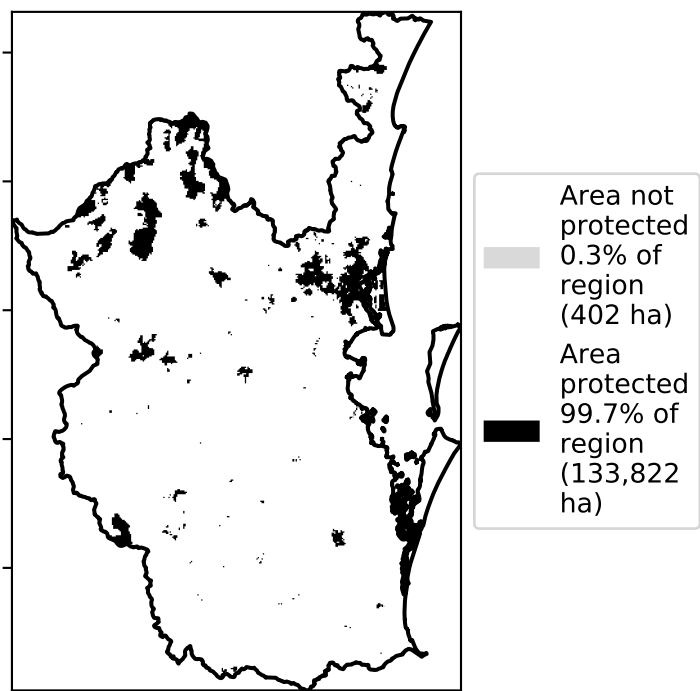 Area not
protected
0.3% of
region
(402 ha)
Area
protected
99.7% of
region
(133,822
ha)